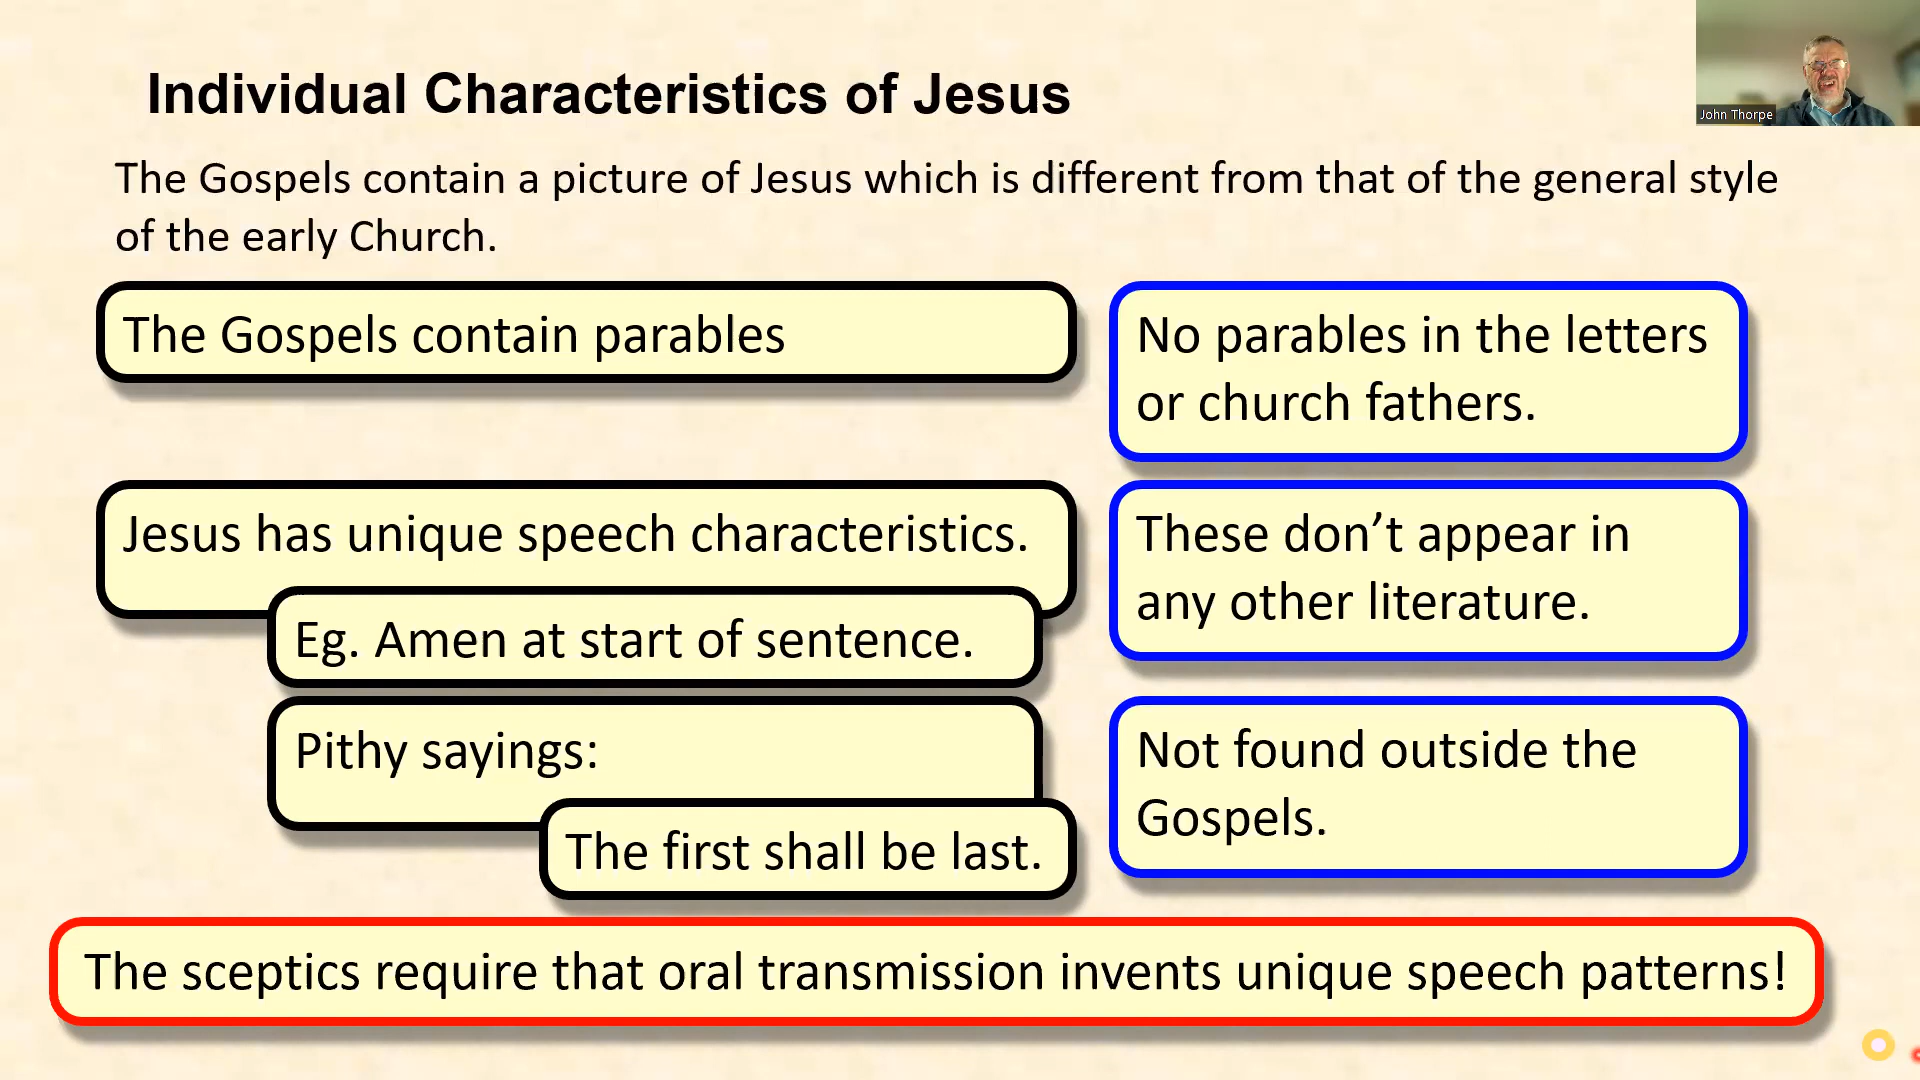 Individual Characteristics of Jesus
John Thorpe
The Gospels contain a picture of Jesus which is different from that of the general style
of the early Church.
The Gospels contain parables
No parables in the letters
or church fathers.
Jesus has unique speech characteristics.
These don’t appear in
any other literature.
Eg. Amen at start of sentence.
Pithy sayings:
Not found outside the
Gospels.
The first shall be last.
The sceptics require that oral transmission invents unique speech patterns!